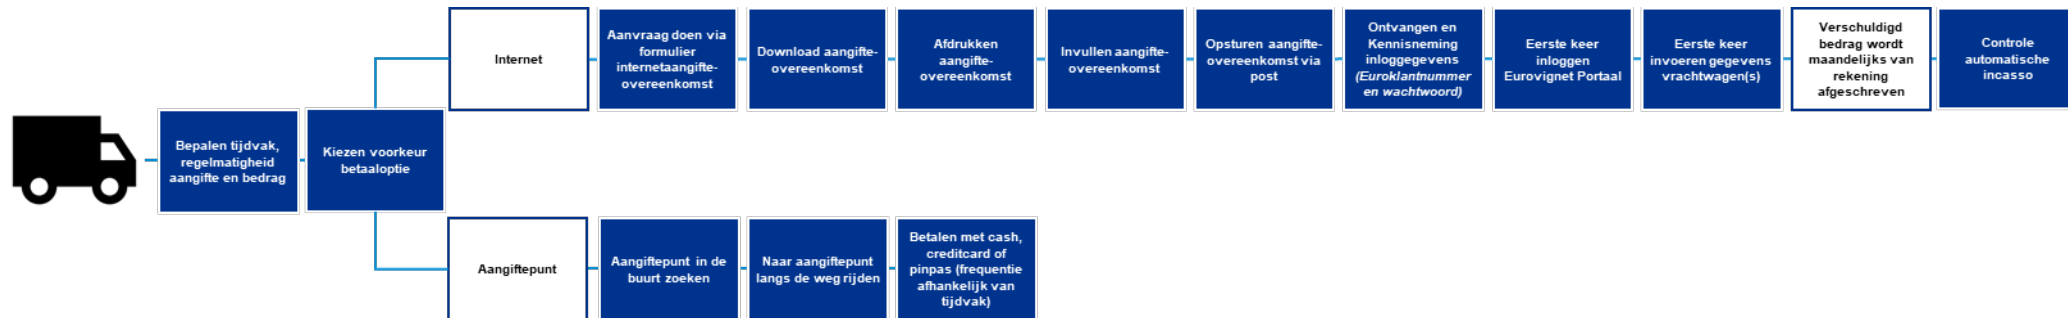 Bepalen tijdvak,
regelmatigheid
aangifte en bedrag
Kiezen voorkeur
betaaloptie
Internet
Aanvraag doen via
formulier
internetaangifte-
overeenkomst
Download aangifte-
overeenkomst
Afdrukken
aangifte-
overeenkomst
Invullen aangifte-
overeenkomst
Opsturen aangifte-
overeenkomst via
post
Ontvangen en
Kennisneming
inloggegevens
(Euroklantnummer
en wachtwoord)
Eerste keer
inloggen
Eurovignet Portaal
Eerste keer
invoeren gegevens
vrachtwagen(s)
Verschuldigd
bedrag wordt
maandelijks van
rekening
afgeschreven
Controle
automatische
incasso
Aangiftepunt
Aangiftepunt in de
buurt zoeken
Naar aangiftepunt
langs de weg rijden
Betalen met cash,
creditcard of
pinpas (frequentie
afhankelijk van
tijdvak)